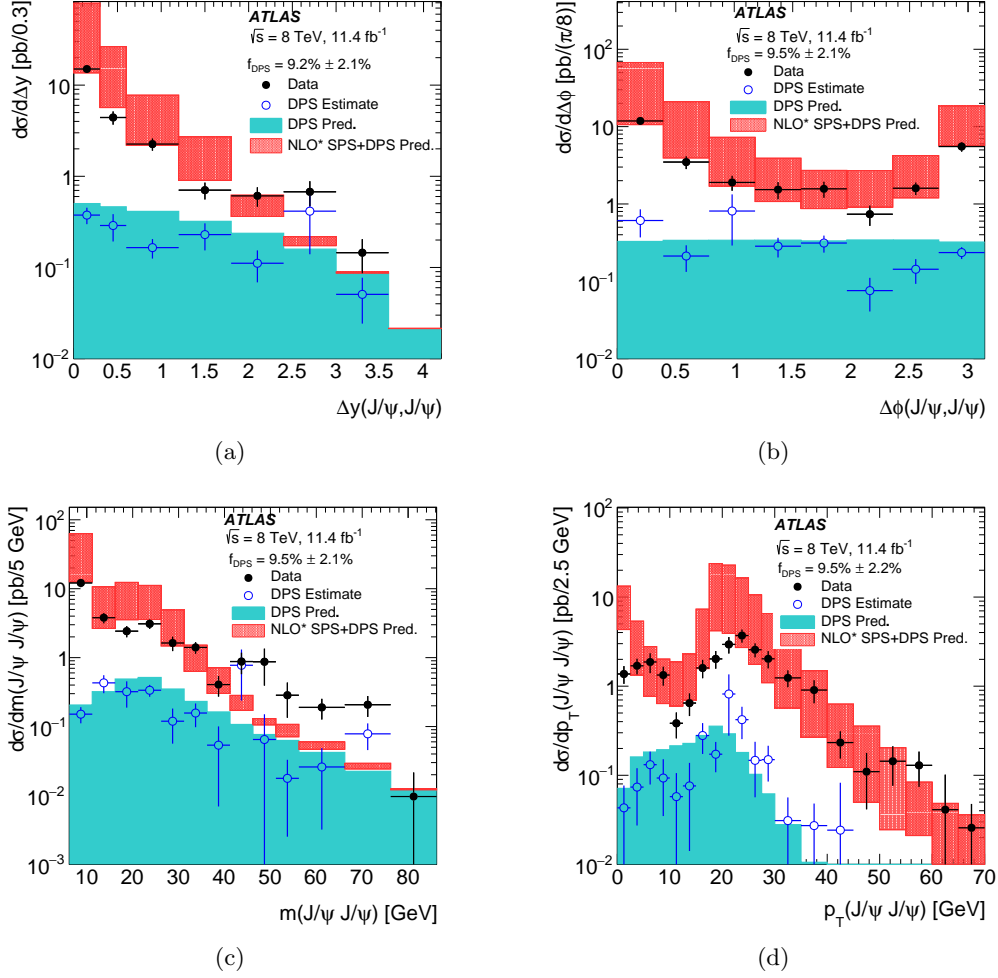 dσ/dΔy [pb/0.3]
ATLAS
√s = 8 TeV, 11.4 fb⁻¹
f_DPS = 9.2% ± 2.1%
Data
DPS Estimate
DPS Pred.
NLO* SPS+DPS Pred.
10
1
10⁻¹
10⁻²
0 0.5 1 1.5 2 2.5 3 3.5 4
Δy(J/ψ,J/ψ)
(a)
dσ/dΔϕ [pb/(π/8)]
ATLAS
√s = 8 TeV, 11.4 fb⁻¹
f_DPS = 9.5% ± 2.1%
Data
DPS Estimate
DPS Pred.
NLO* SPS+DPS Pred.
10²
10
1
10⁻¹
10⁻²
0 0.5 1 1.5 2 2.5 3
Δϕ(J/ψ,J/ψ)
(b)
dσ/dm(J/ψ J/ψ) [pb/5 GeV]
ATLAS
√s = 8 TeV, 11.4 fb⁻¹
f_DPS = 9.5% ± 2.1%
Data
DPS Estimate
DPS Pred.
NLO* SPS+DPS Pred.
10²
10
1
10⁻¹
10⁻²
10⁻³
10 20 30 40 50 60 70 80
m(J/ψ J/ψ) [GeV]
(c)
dσ/dp_T(J/ψ J/ψ) [pb/2.5 GeV]
ATLAS
√s = 8 TeV, 11.4 fb⁻¹
f_DPS = 9.5% ± 2.2%
Data
DPS Estimate
DPS Pred.
NLO* SPS+DPS Pred.
10²
10
1
10⁻¹
10⁻²
0 10 20 30 40 50 60 70
p_T(J/ψ J/ψ) [GeV]
(d)